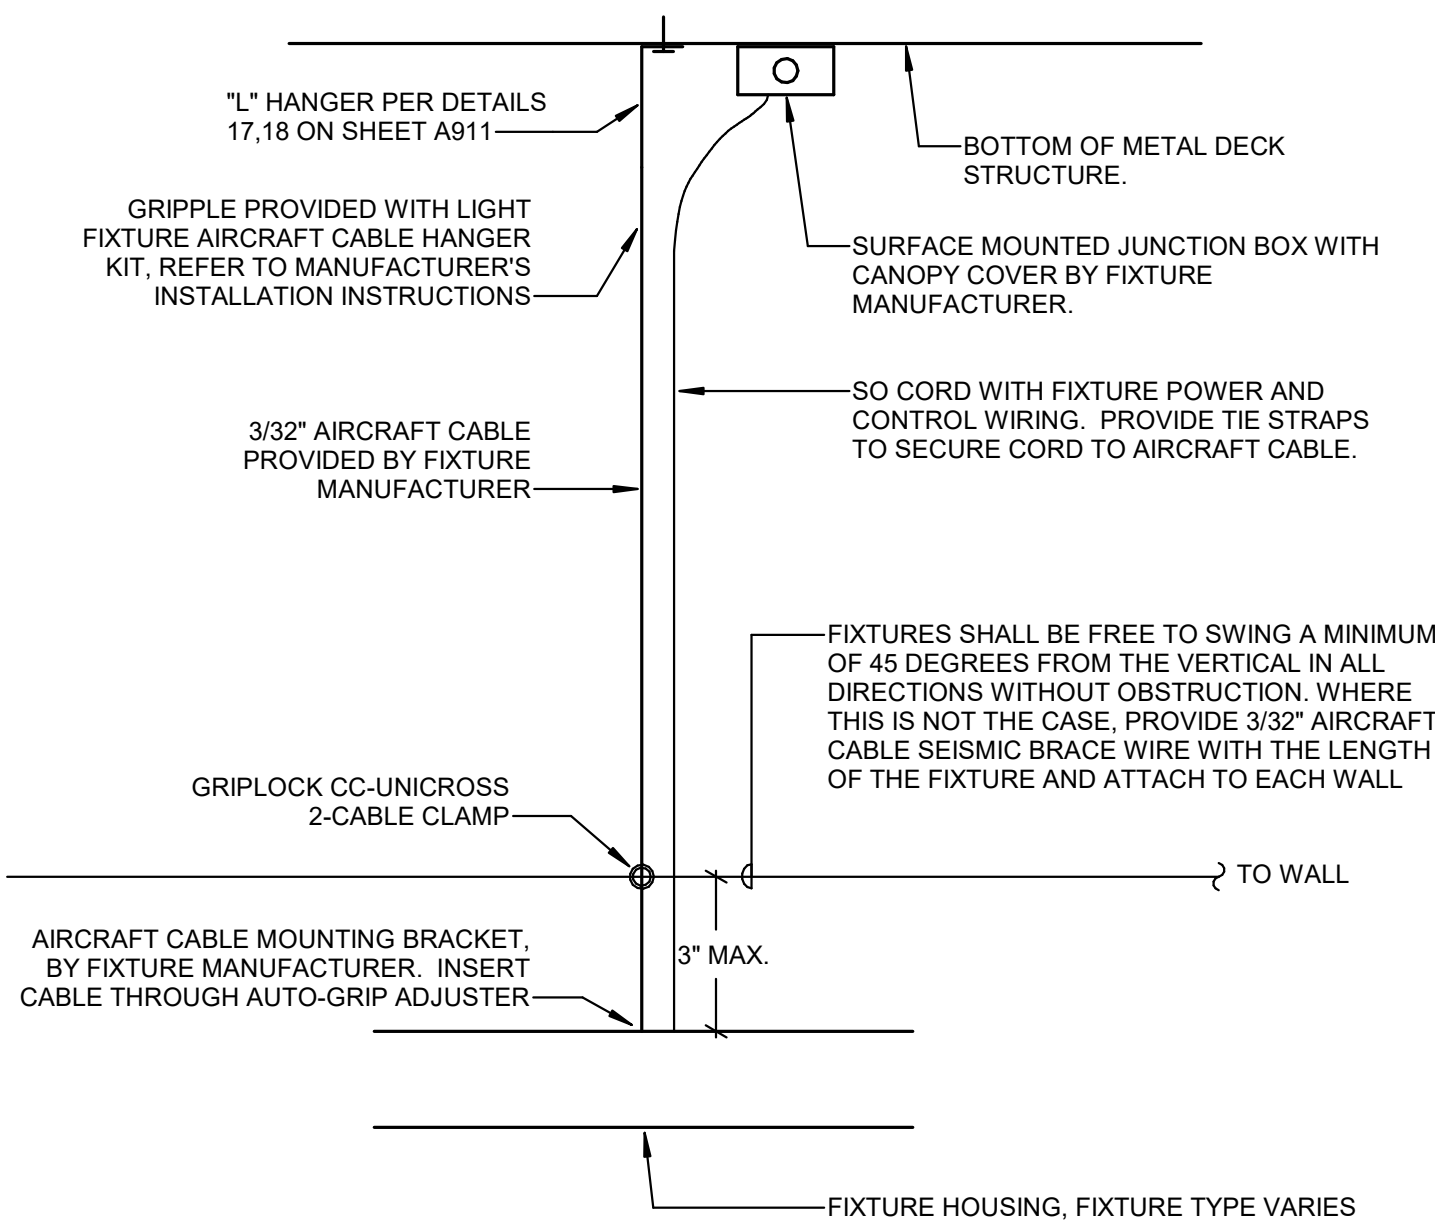 "L" HANGER PER DETAILS
17,18 ON SHEET A911
BOTTOM OF METAL DECK
STRUCTURE.
GRIPPLE PROVIDED WITH LIGHT
FIXTURE AIRCRAFT CABLE HANGER
KIT, REFER TO MANUFACTURER'S
INSTALLATION INSTRUCTIONS
SURFACE MOUNTED JUNCTION BOX WITH
CANOPY COVER BY FIXTURE
MANUFACTURER.
SO CORD WITH FIXTURE POWER AND
CONTROL WIRING.  PROVIDE TIE STRAPS
TO SECURE CORD TO AIRCRAFT CABLE.
3/32" AIRCRAFT CABLE
PROVIDED BY FIXTURE
MANUFACTURER
FIXTURES SHALL BE FREE TO SWING A MINIMUM
OF 45 DEGREES FROM THE VERTICAL IN ALL
DIRECTIONS WITHOUT OBSTRUCTION. WHERE
THIS IS NOT THE CASE, PROVIDE 3/32" AIRCRAFT
CABLE SEISMIC BRACE WIRE WITH THE LENGTH
OF THE FIXTURE AND ATTACH TO EACH WALL
GRIPLOCK CC-UNICROSS
2-CABLE CLAMP
TO WALL
AIRCRAFT CABLE MOUNTING BRACKET,
BY FIXTURE MANUFACTURER.  INSERT
CABLE THROUGH AUTO-GRIP ADJUSTER
3" MAX.
FIXTURE HOUSING, FIXTURE TYPE VARIES